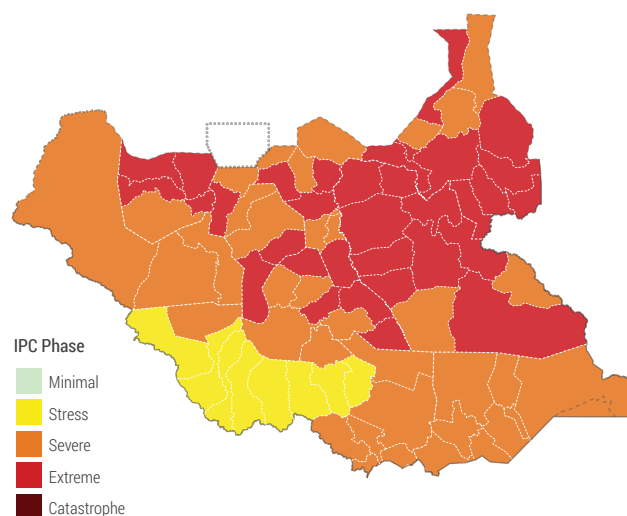 IPC Phase
Minimal
Stress
Severe
Extreme
Catastrophe